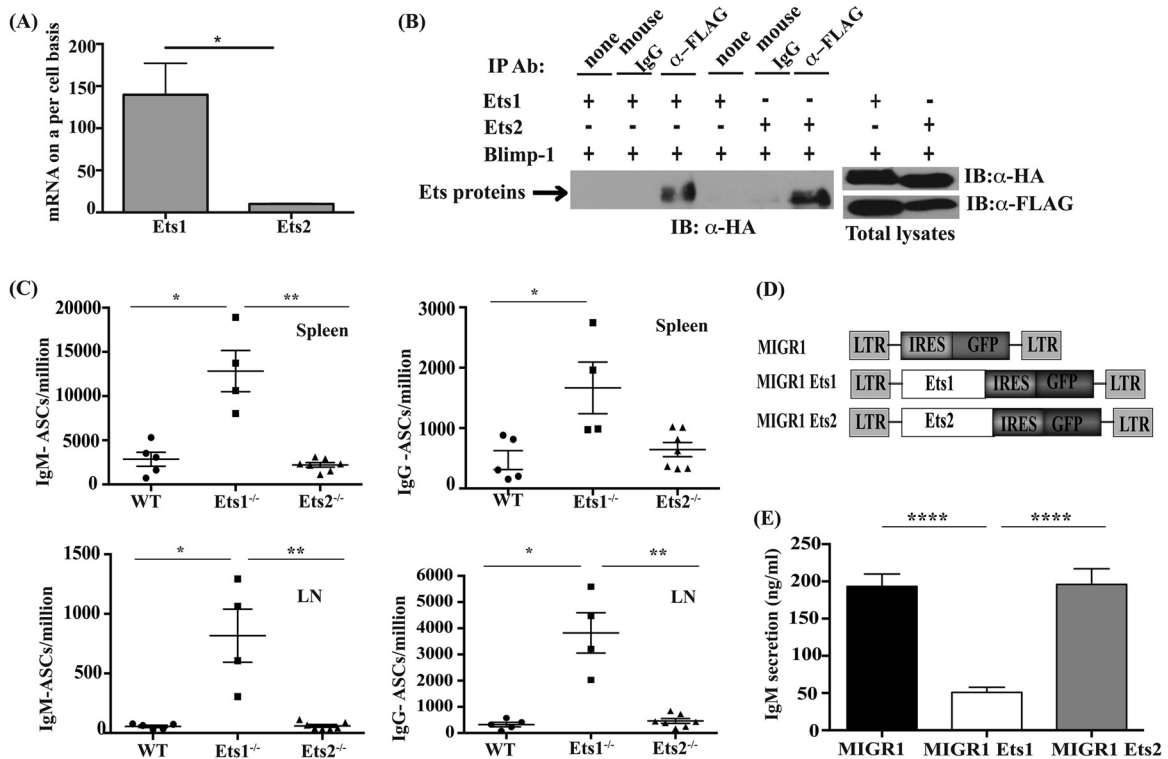 (A)
*
mRNA on a per cell basis
200
150
100
50
0
Ets1
Ets2
(B)
IP Ab:
none
mouse IgG
α–FLAG
none
mouse IgG
α–FLAG
Ets1 + + + + - - + -
Ets2 - - - - + + - +
Blimp-1 + + + + + + + +
Ets proteins
IB: α-HA
IB:α-HA
IB:α-FLAG
Total lysates
(C)
IgM- ASCs/million
20000
15000
10000
5000
0
* **
Spleen
WT Ets1-/- Ets2-/-
IgG -ASCs/million
3000
2000
1000
0
*
Spleen
WT Ets1-/- Ets2-/-
IgM-ASCs/million
1500
1000
500
0
* **
LN
WT Ets1-/- Ets2-/-
IgG- ASCs/million
6000
5000
4000
3000
2000
1000
0
* **
LN
WT Ets1-/- Ets2-/-
(D)
MIGR1 LTR IRES GFP LTR
MIGR1 Ets1 LTR Ets1 IRES GFP LTR
MIGR1 Ets2 LTR Ets2 IRES GFP LTR
(E)
**** ****
IgM secretion (ng/ml)
250
200
150
100
50
0
MIGR1 MIGR1 Ets1 MIGR1 Ets2